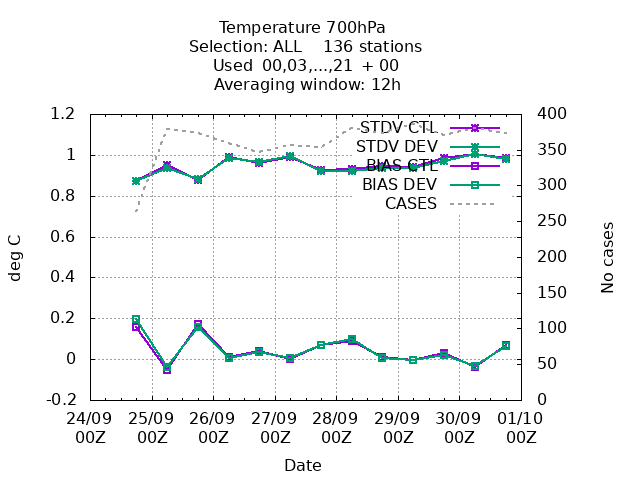 Temperature 700hPa
Selection: ALL 136 stations
Used 00,03,...,21 + 00
Averaging window: 12h
1.2
1
0.8
0.6
0.4
0.2
0
-0.2
400
350
300
250
200
150
100
50
0
STDV CTL
STDV DEV
BIAS CTL
BIAS DEV
CASES
deg C
No cases
24/09 25/09 26/09 27/09 28/09 29/09 30/09 01/10
00Z 00Z 00Z 00Z 00Z 00Z 00Z 00Z
Date